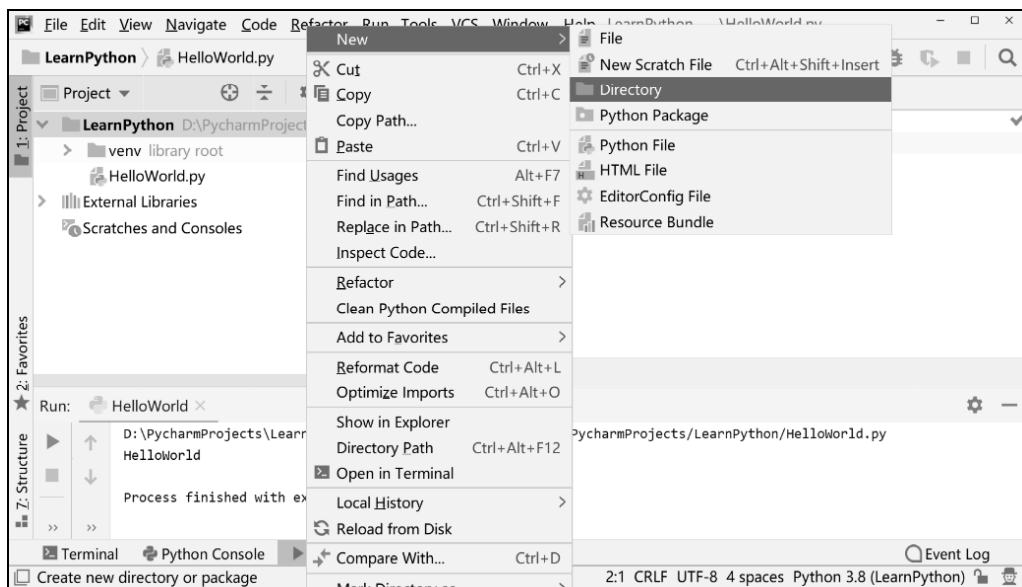 File Edit View Navigate Code Refactor Run Tools VCS Window Help LearnPython \HelloWorld.py
LearnPython HelloWorld.py
1: Project
Project
LearnPython D:\PycharmProject
venv library root
HelloWorld.py
External Libraries
Scratches and Consoles
New
Cut Ctrl+X
Copy Ctrl+C
Copy Path...
Paste Ctrl+V
Find Usages Alt+F7
Find in Path... Ctrl+Shift+F
Replace in Path... Ctrl+Shift+R
Inspect Code...
Refactor
Clean Python Compiled Files
Add to Favorites
Reformat Code Ctrl+Alt+L
Optimize Imports Ctrl+Alt+O
Show in Explorer
Directory Path Ctrl+Alt+F12
Open in Terminal
Local History
Reload from Disk
Compare With... Ctrl+D
Mark Directory as
File
New Scratch File Ctrl+Alt+Shift+Insert
Directory
Python Package
Python File
HTML File
EditorConfig File
Resource Bundle
2: Favorites
7: Structure
Run: HelloWorld
D:\PycharmProjects\Learn PycharmProjects/LearnPython/HelloWorld.py
HelloWorld
Process finished with ex
Terminal Python Console Event Log
Create new directory or package 2:1 CRLF UTF-8 4 spaces Python 3.8 (LearnPython)